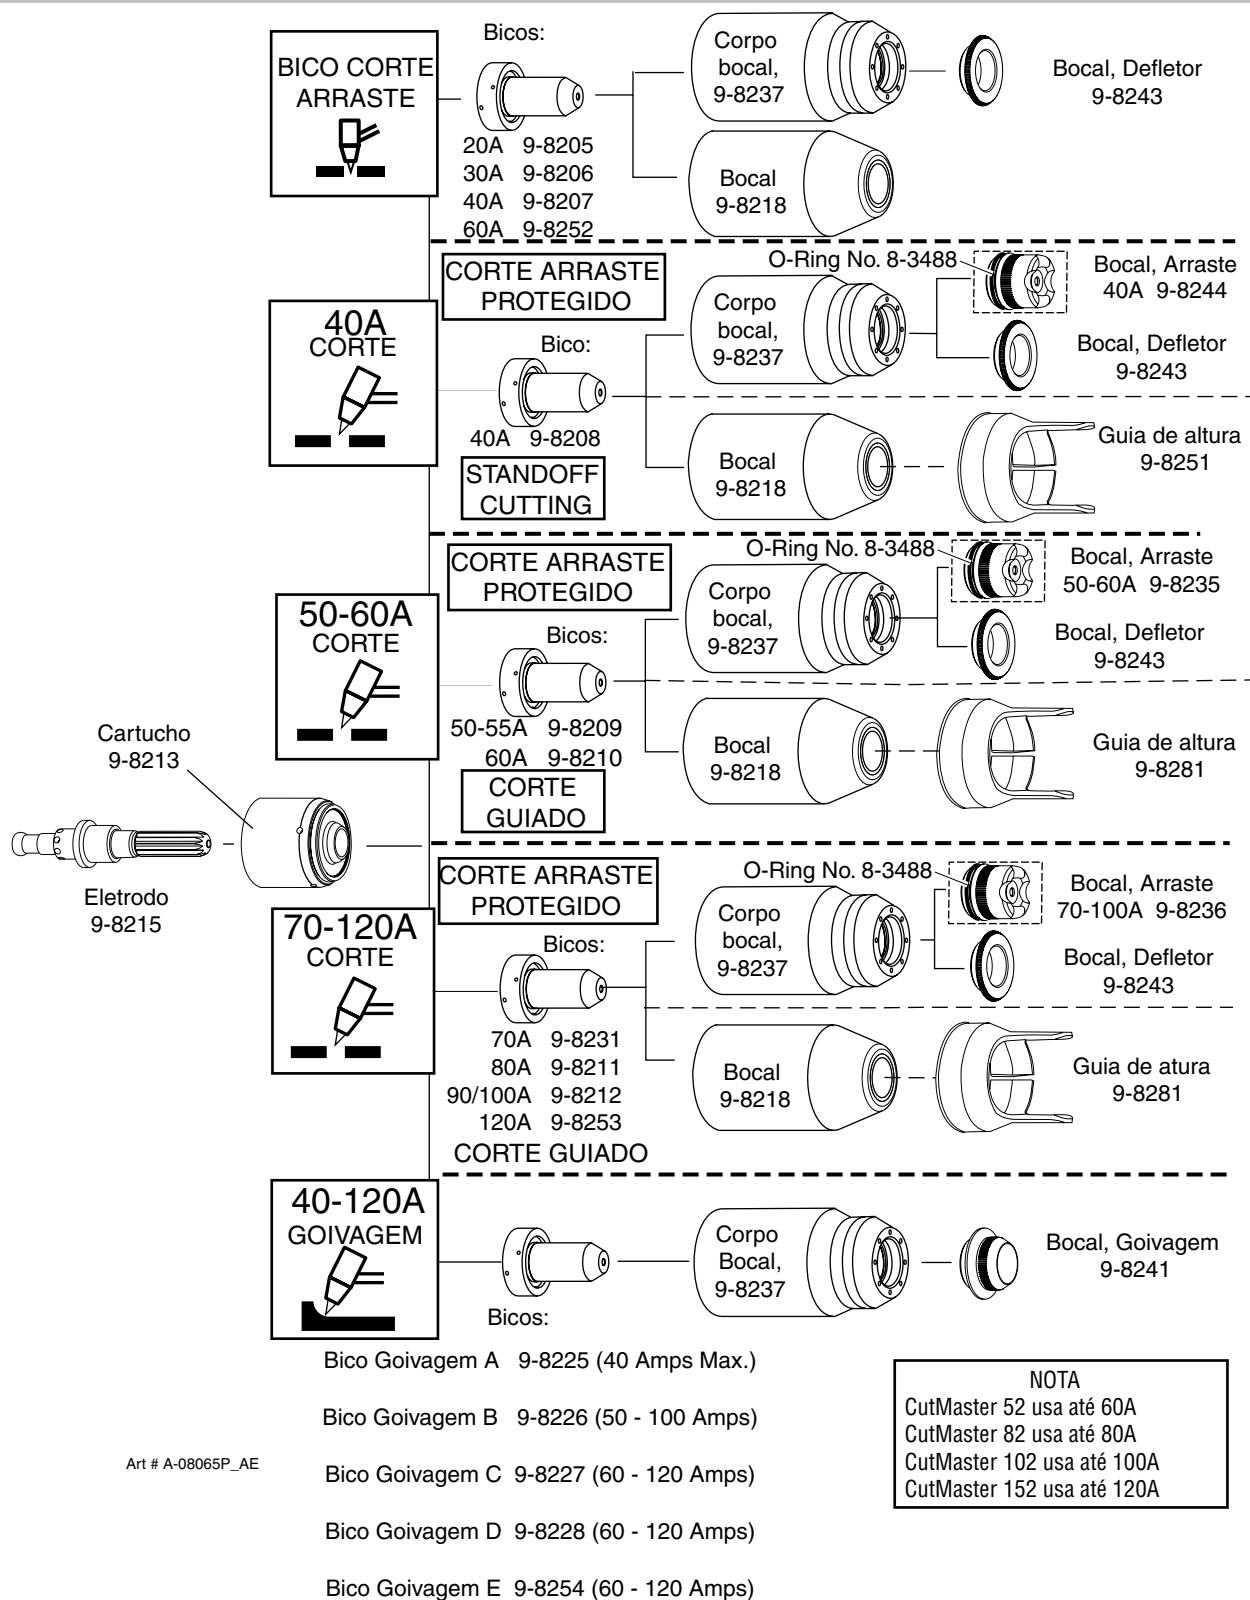 Bicos:
BICO CORTE
ARRASTE
20A 9-8205
30A 9-8206
40A 9-8207
60A 9-8252
Corpo
bocal,
9-8237
Bocal, Defletor
9-8243
Bocal
9-8218
CORTE ARRASTE
PROTEGIDO
O-Ring No. 8-3488
Bocal, Arraste
40A 9-8244
40A
CORTE
Bico:
40A 9-8208
Corpo
bocal,
9-8237
Bocal, Defletor
9-8243
STANDOFF
CUTTING
Bocal
9-8218
Guia de altura
9-8251
CORTE ARRASTE
PROTEGIDO
O-Ring No. 8-3488
Bocal, Arraste
50-60A 9-8235
50-60A
CORTE
Bicos:
50-55A 9-8209
60A 9-8210
Corpo
bocal,
9-8237
Bocal, Defletor
9-8243
CORTE
GUIADO
Bocal
9-8218
Guia de altura
9-8281
Cartucho
9-8213
Eletrodo
9-8215
CORTE ARRASTE
PROTEGIDO
O-Ring No. 8-3488
Bocal, Arraste
70-100A 9-8236
70-120A
CORTE
Bicos:
70A 9-8231
80A 9-8211
90/100A 9-8212
120A 9-8253
Corpo
bocal,
9-8237
Bocal, Defletor
9-8243
CORTE GUIADO
Bocal
9-8218
Guia de atura
9-8281
40-120A
GOIVAGEM
Bicos:
Corpo
Bocal,
9-8237
Bocal, Goivagem
9-8241
Bico Goivagem A 9-8225 (40 Amps Max.)
Bico Goivagem B 9-8226 (50 - 100 Amps)
Bico Goivagem C 9-8227 (60 - 120 Amps)
Bico Goivagem D 9-8228 (60 - 120 Amps)
Bico Goivagem E 9-8254 (60 - 120 Amps)
NOTA
CutMaster 52 usa até 60A
CutMaster 82 usa até 80A
CutMaster 102 usa até 100A
CutMaster 152 usa até 120A
Art # A-08065P_AE